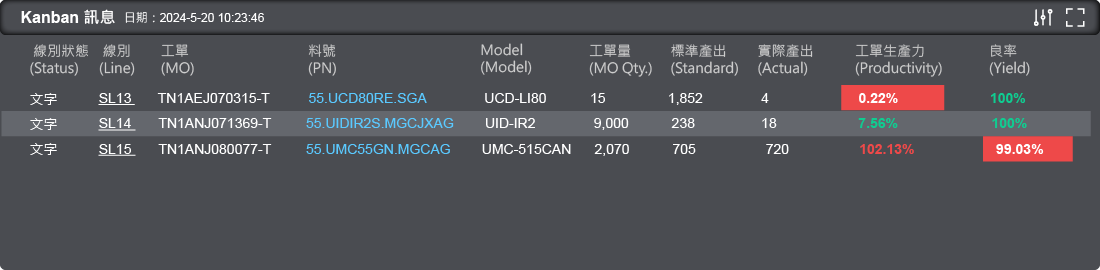 Kanban 訊息 日期：2024-5-20 10:23:46
線別狀態 線別 工單 料號 Model 工單量 標準產出 實際產出 工單生產力 良率
(Status) (Line) (MO) (PN) (Model) (MO Qty.) (Standard) (Actual) (Productivity) (Yield)
文字 SL13 TN1AEJ070315-T 55.UCD80RE.SGA UCD-LI80 15 1,852 4 0.22% 100%
文字 SL14 TN1ANJ071369-T 55.UIDIR2S.MGCJXAG UID-IR2 9,000 238 18 7.56% 100%
文字 SL15 TN1ANJ080077-T 55.UMC55GN.MGCAG UMC-515CAN 2,070 705 720 102.13% 99.03%